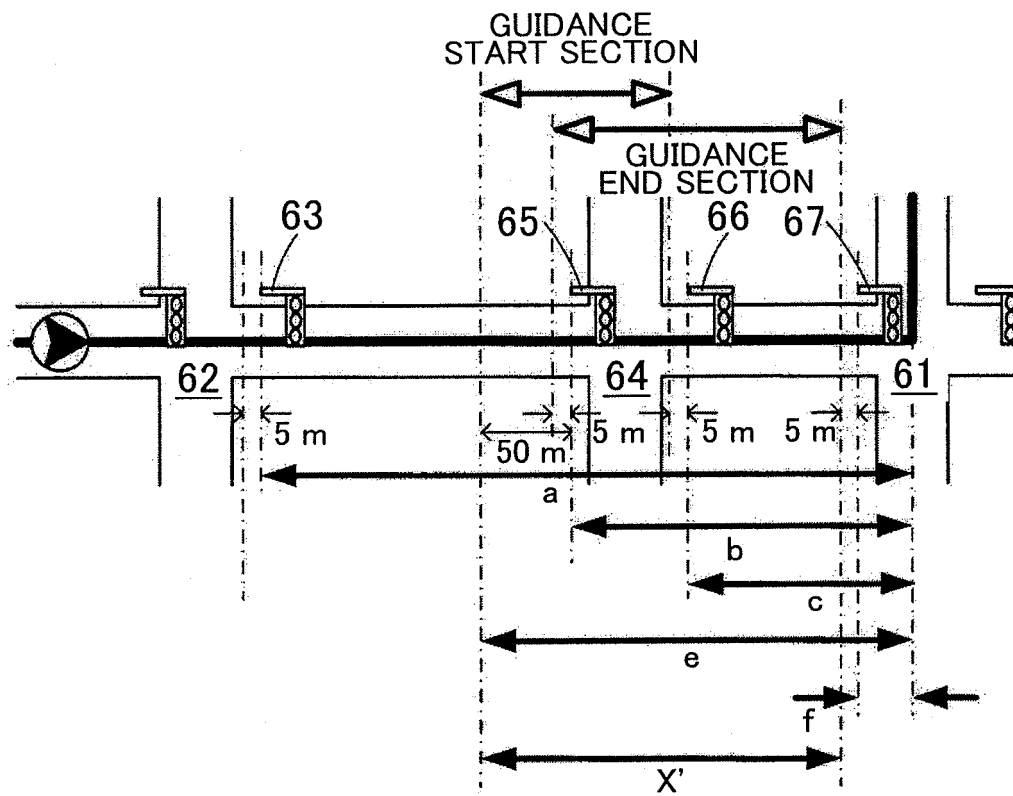 GUIDANCE
START SECTION
GUIDANCE
END SECTION
63
65
66
67
62
64
61
5 m
50 m
5 m
5 m
5 m
a
b
c
e
f
X'